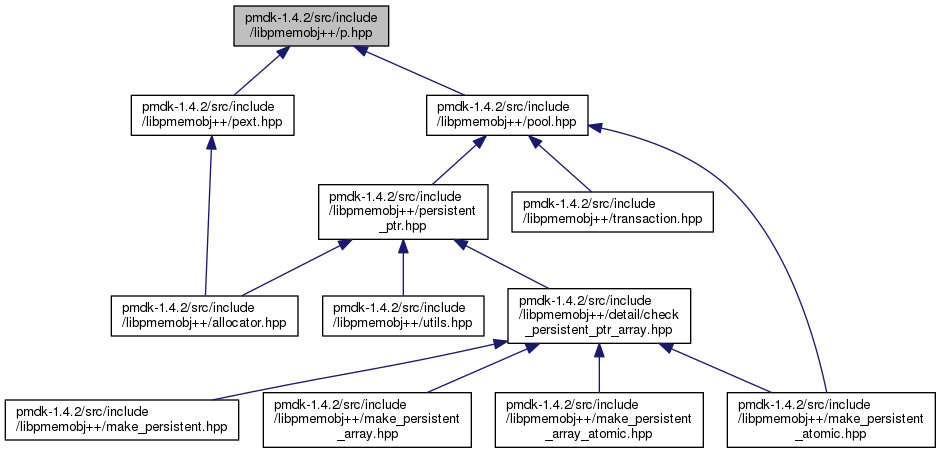 pmdk-1.4.2/src/include
/libpmemobj++/p.hpp
pmdk-1.4.2/src/include
/libpmemobj++/pext.hpp
pmdk-1.4.2/src/include
/libpmemobj++/pool.hpp
pmdk-1.4.2/src/include
/libpmemobj++/persistent
_ptr.hpp
pmdk-1.4.2/src/include
/libpmemobj++/transaction.hpp
pmdk-1.4.2/src/include
/libpmemobj++/allocator.hpp
pmdk-1.4.2/src/include
/libpmemobj++/utils.hpp
pmdk-1.4.2/src/include
/libpmemobj++/detail/check
_persistent_ptr_array.hpp
pmdk-1.4.2/src/include
/libpmemobj++/make_persistent.hpp
pmdk-1.4.2/src/include
/libpmemobj++/make_persistent
_array.hpp
pmdk-1.4.2/src/include
/libpmemobj++/make_persistent
_array_atomic.hpp
pmdk-1.4.2/src/include
/libpmemobj++/make_persistent
_atomic.hpp